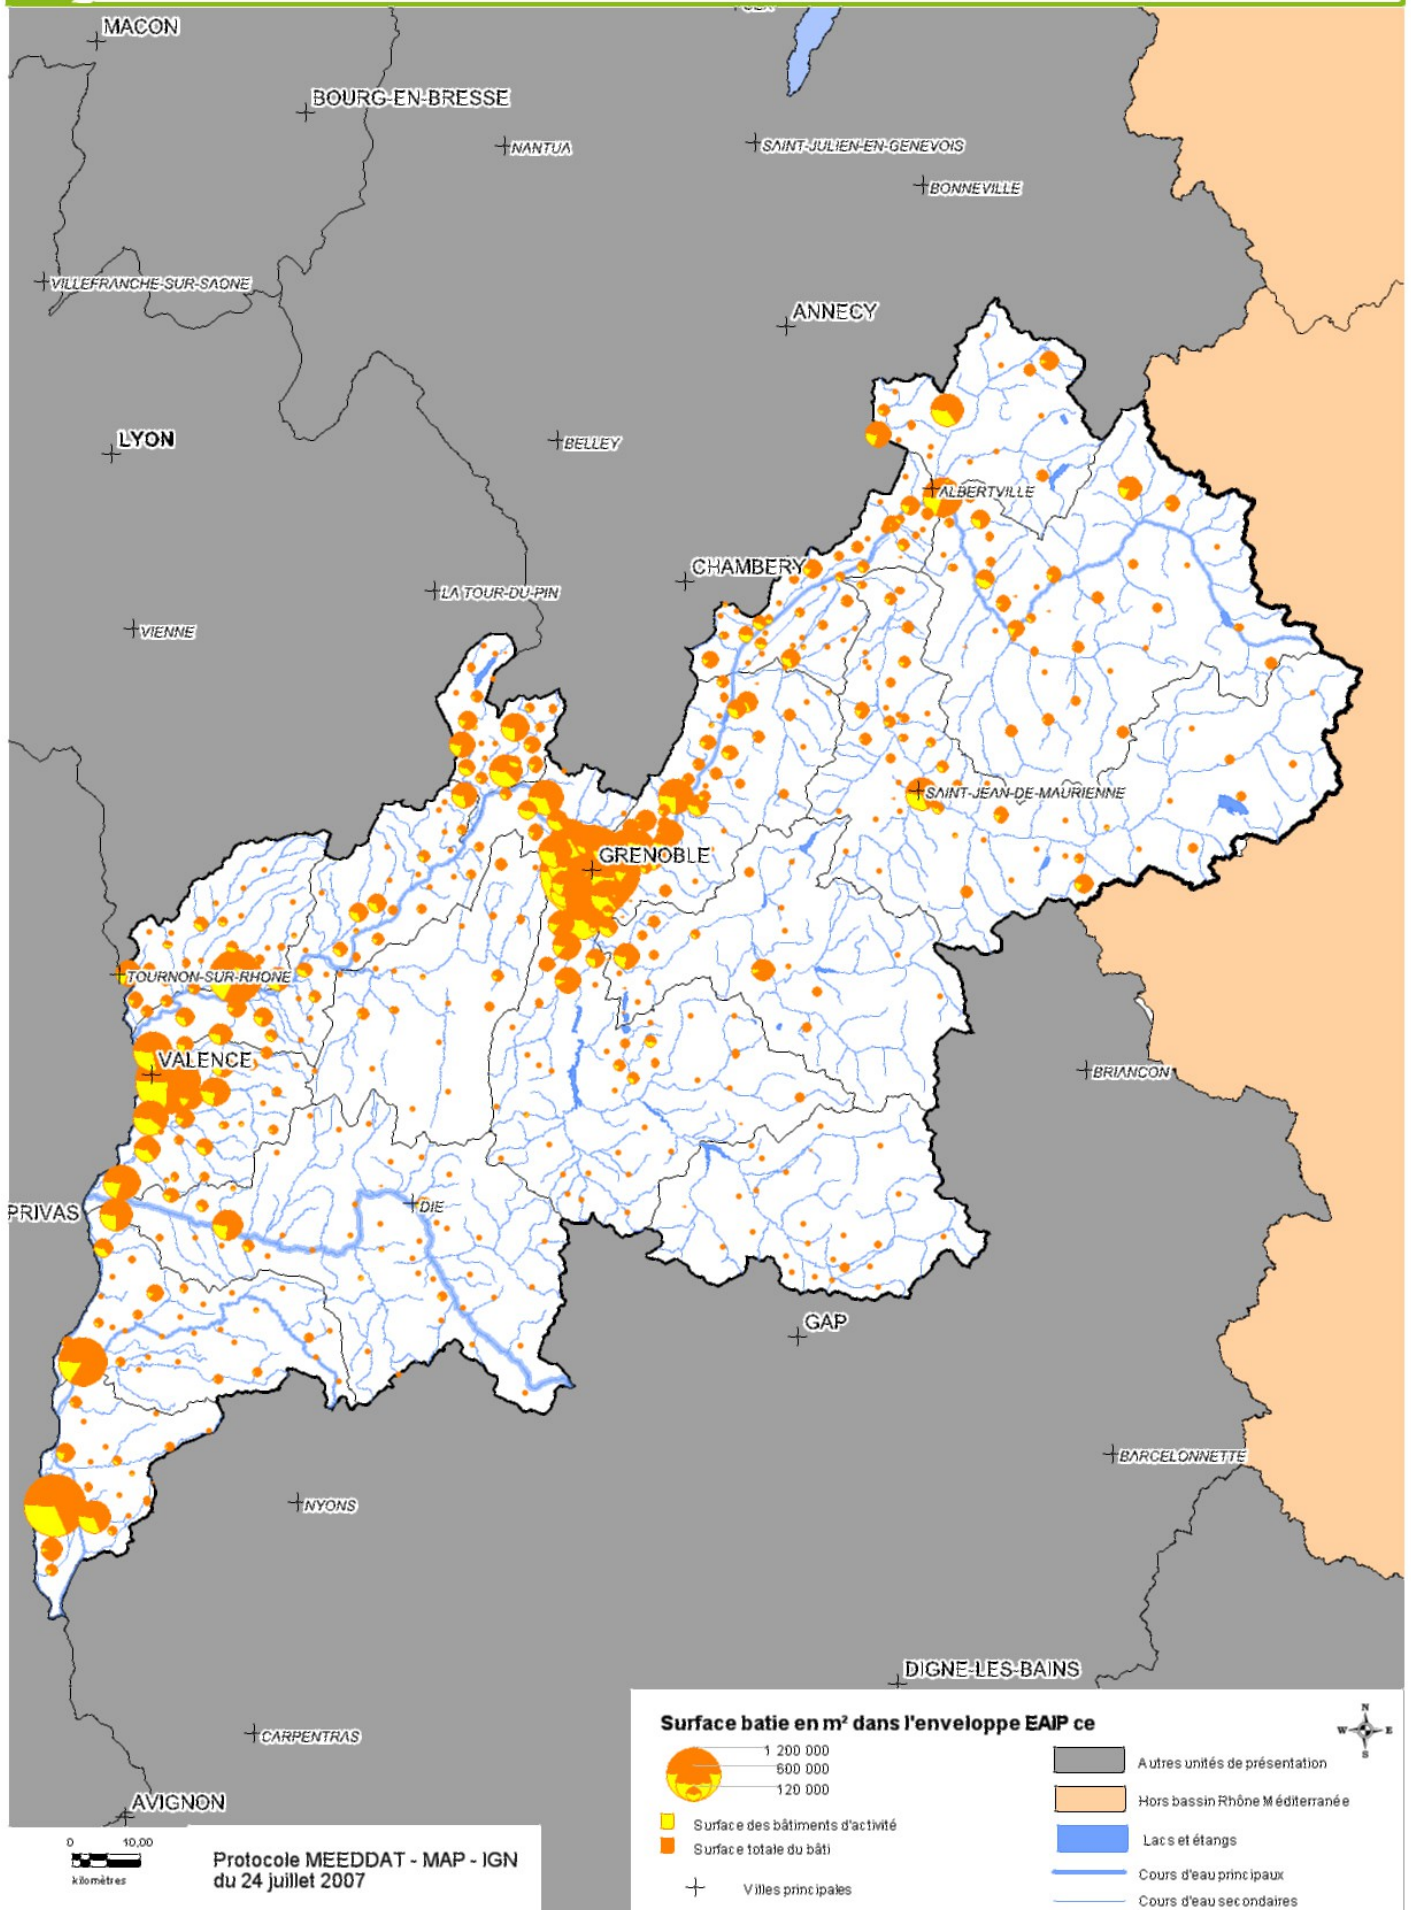 MACON
BOURG-EN-BRESSE
NANTUA
SAINT-JULIEN-EN-GENEVOIS
BONNEVILLE
VILLEFRANCHE-SUR-SAONE
ANNECY
LYON
BELLEY
ALBERTVILLE
CHAMBERY
LA TOUR-DU-PIN
VIENNE
SAINT-JEAN-DE-MAURIENNE
GRENOBLE
TOURNON-SUR-RHONE
VALENCE
BRIANCON
PRIVAS
DIE
GAP
BARCELONNETTE
NYONS
DIGNE-LES-BAINS
CARPENTRAS
AVIGNON
0 10,00
kilomètres
Protocole MEEDDAT - MAP - IGN
du 24 juillet 2007
Surface batie en m² dans l'enveloppe EAIP ce
1 200 000
600 000
120 000
Surface des bâtiments d'activité
Surface totale du bâti
Villes principales
N
W E
S
Autres unités de présentation
Hors bassin Rhône Méditerranée
Lacs et étangs
Cours d'eau principaux
Cours d'eau secondaires